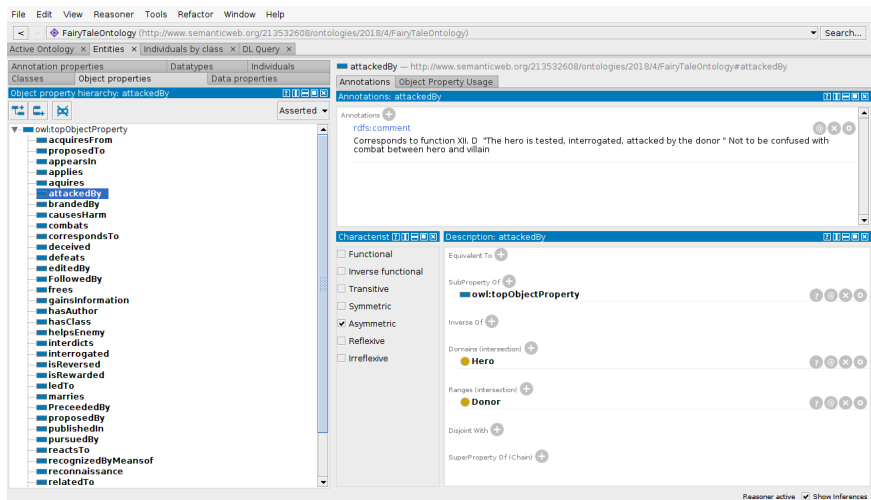 File Edit View Reasoner Tools Refactor Window Help
< FairyTaleOntology (http://www.semanticweb.org/213532608/ontologies/2018/4/FairyTaleOntology) Search...
Active Ontology × Entities × Individuals by class × DL Query ×
Annotation properties Datatypes Individuals
Classes Object properties Data properties
Object property hierarchy: attackedBy
Asserted
owl:topObjectProperty
acquiresFrom
proposedTo
appearsIn
applies
aquires
attackedBy
brandedBy
causesHarm
combats
correspondsTo
deceived
defeats
editedBy
FollowedBy
frees
gainsInformation
hasAuthor
hasClass
helpsEnemy
interdicts
interrogated
isReversed
isRewarded
ledTo
marries
PreceededBy
proposedBy
publishedIn
pursuedBy
reactsTo
recognizedByMeansof
reconnaissance
relatedTo
attackedBy — http://www.semanticweb.org/213532608/ontologies/2018/4/FairyTaleOntology#attackedBy
Annotations Object Property Usage
Annotations: attackedBy
Annotations
rdfs:comment
Corresponds to function XII. D "The hero is tested, interrogated, attacked by the donor " Not to be confused with
combat between hero and villain
Characterist
Functional
Inverse functional
Transitive
Symmetric
Asymmetric
Reflexive
Irreflexive
Description: attackedBy
Equivalent To
SubProperty Of
owl:topObjectProperty
Inverse Of
Domains (intersection)
Hero
Ranges (intersection)
Donor
Disjoint With
SuperProperty Of (Chain)
Reasoner active Show Inferences